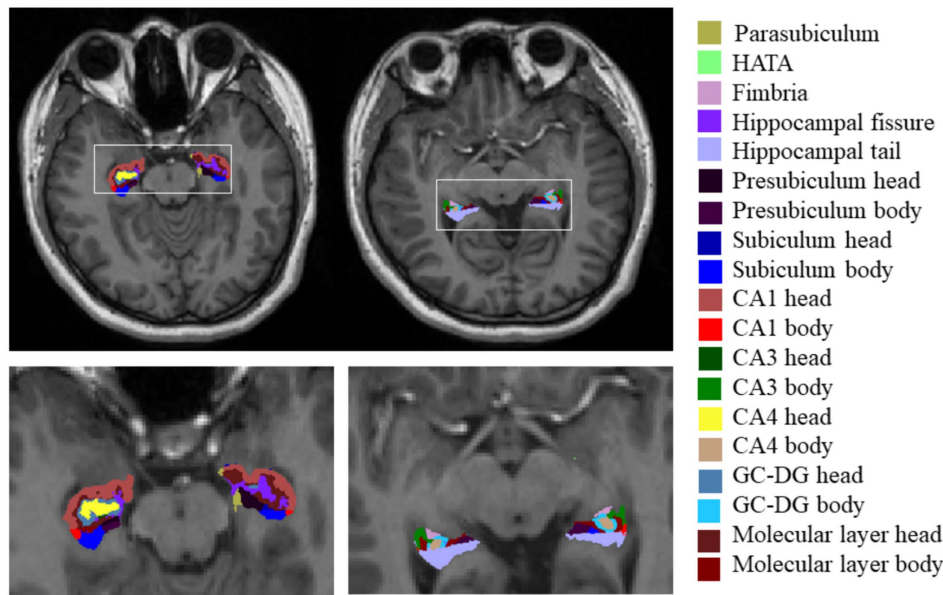 Parasubiculum
HATA
Fimbria
Hippocampal fissure
Hippocampal tail
Presubiculum head
Presubiculum body
Subiculum head
Subiculum body
CA1 head
CA1 body
CA3 head
CA3 body
CA4 head
CA4 body
GC-DG head
GC-DG body
Molecular layer head
Molecular layer body